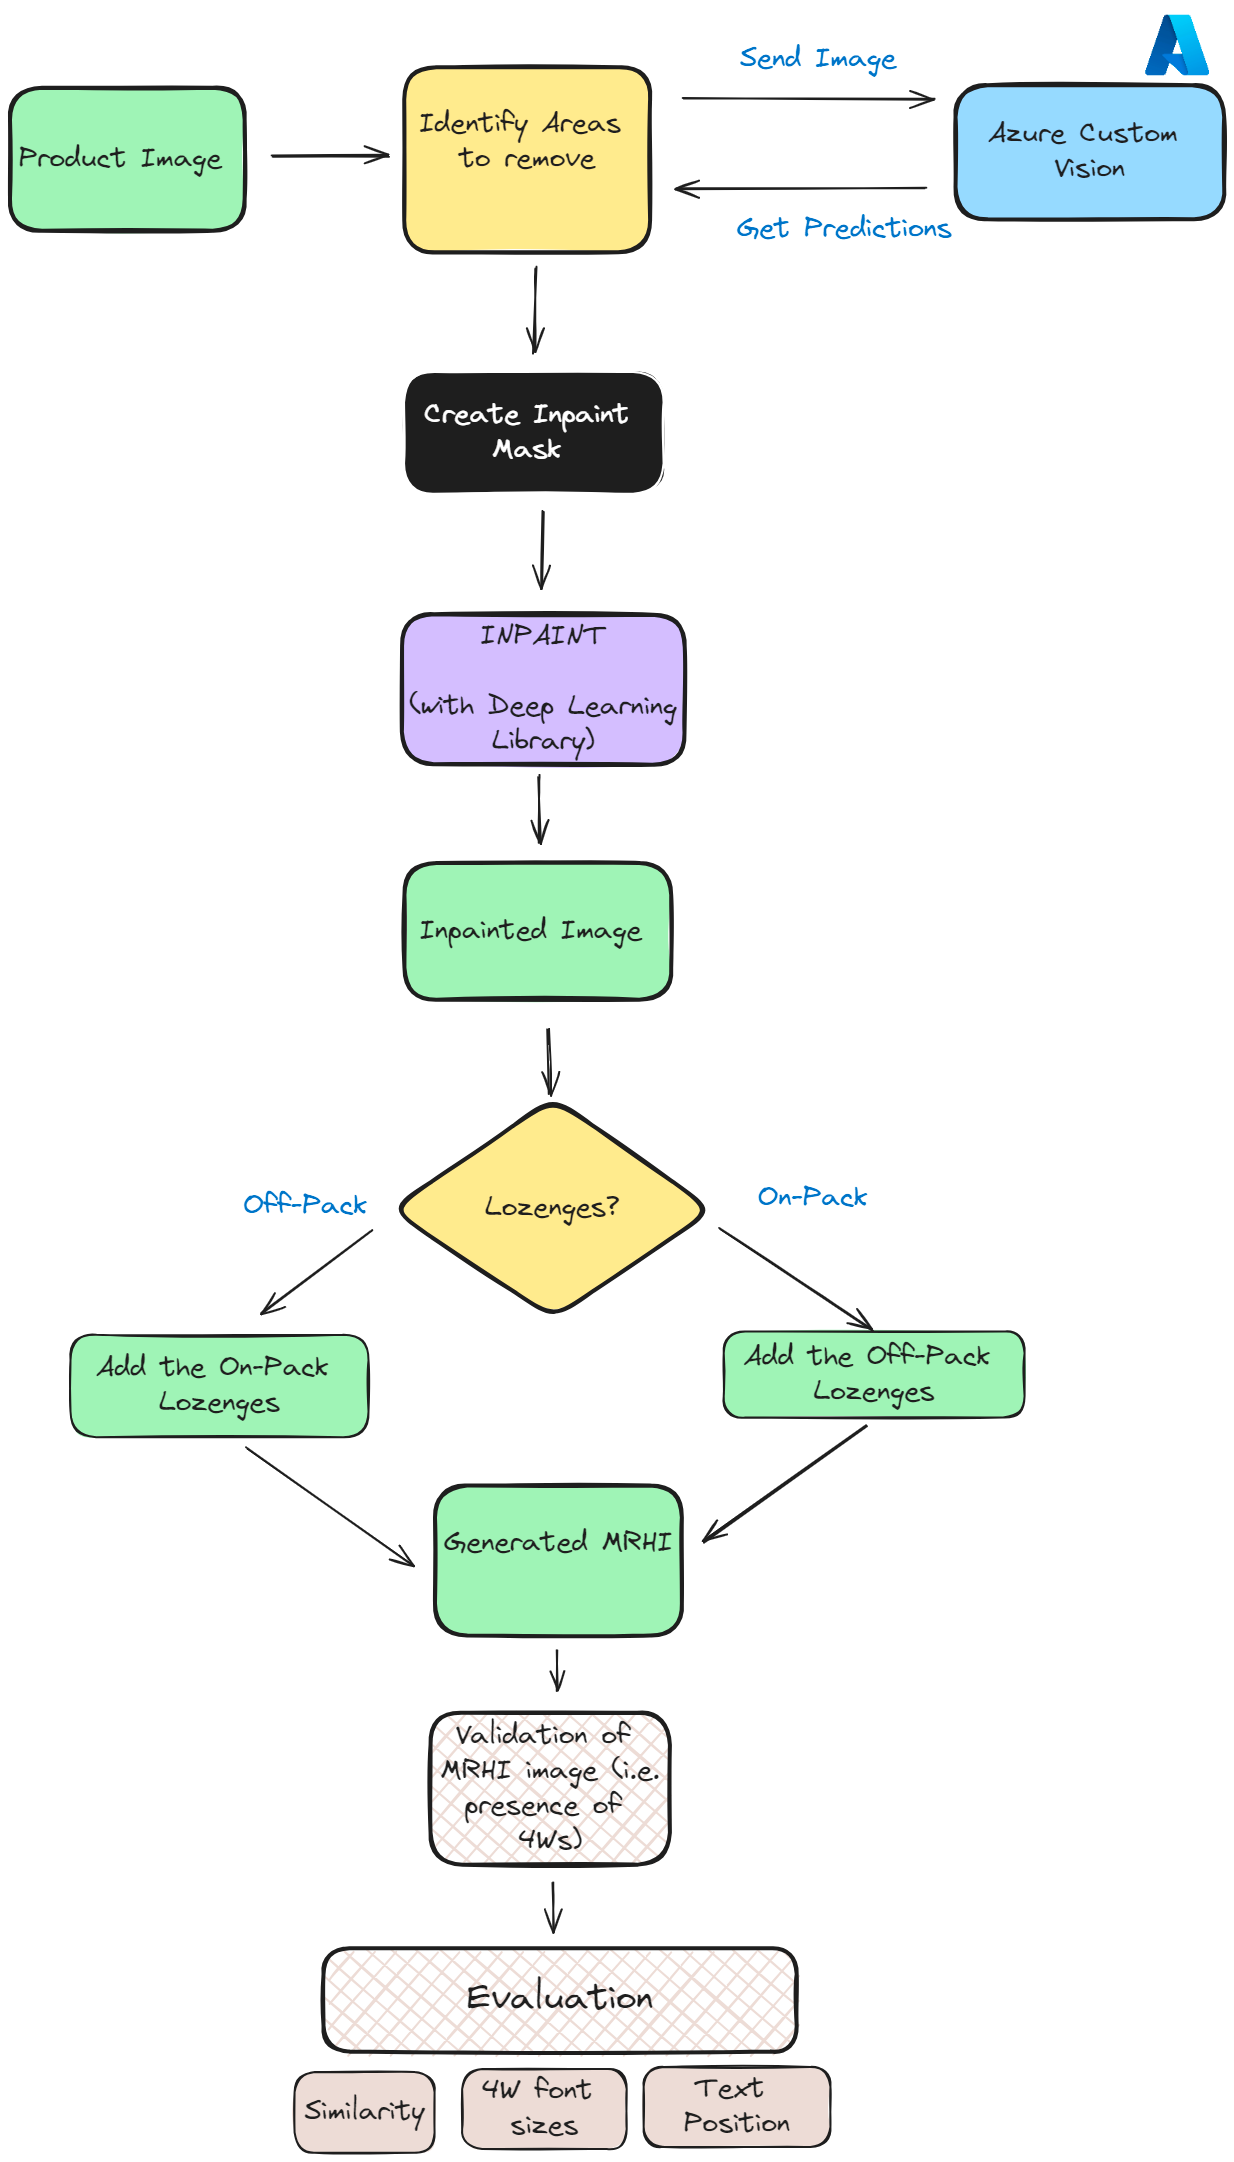 Product Image
Identify Areas
to remove
Send Image
Azure Custom
Vision
Get Predictions
Create Inpaint
Mask
INPAINT
(with Deep Learning
Library)
Inpainted Image
Lozenges?
Off-Pack
On-Pack
Add the On-Pack
Lozenges
Add the Off-Pack
Lozenges
Generated MRHI
Validation of
MRHI image (i.e.
presence of
4Ws)
Evaluation
Similarity
4W font
sizes
Text
Position